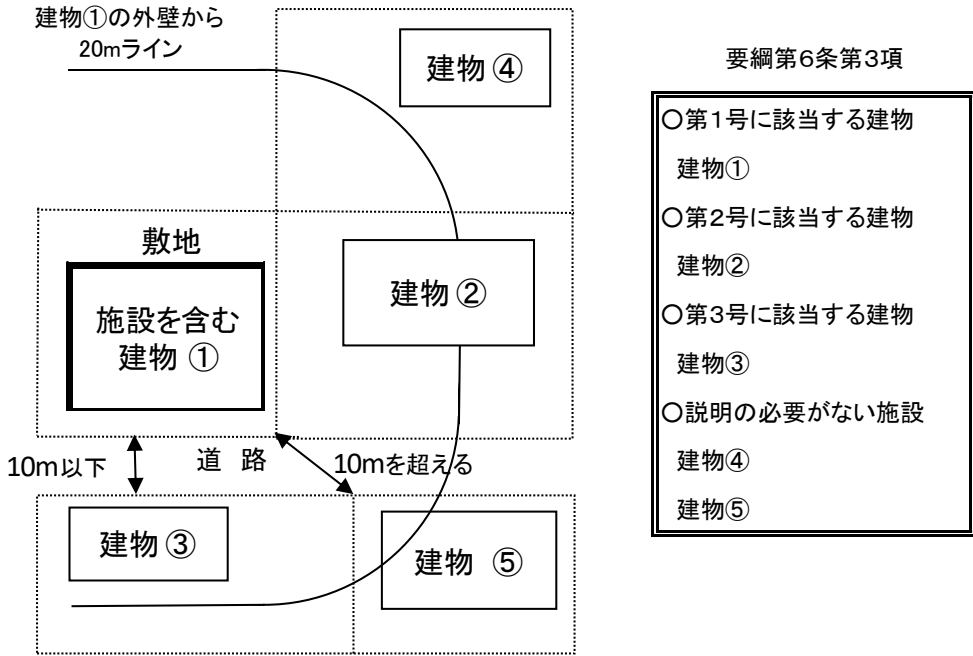 建物①の外壁から
20mライン
建物④
要綱第6条第3項
敷地
施設を含む
建物 ①
建物②
10m以下
道 路
10mを超える
建物③
建物 ⑤
○第1号に該当する建物
建物①
○第2号に該当する建物
建物②
○第3号に該当する建物
建物③
○説明の必要がない施設
建物④
建物⑤